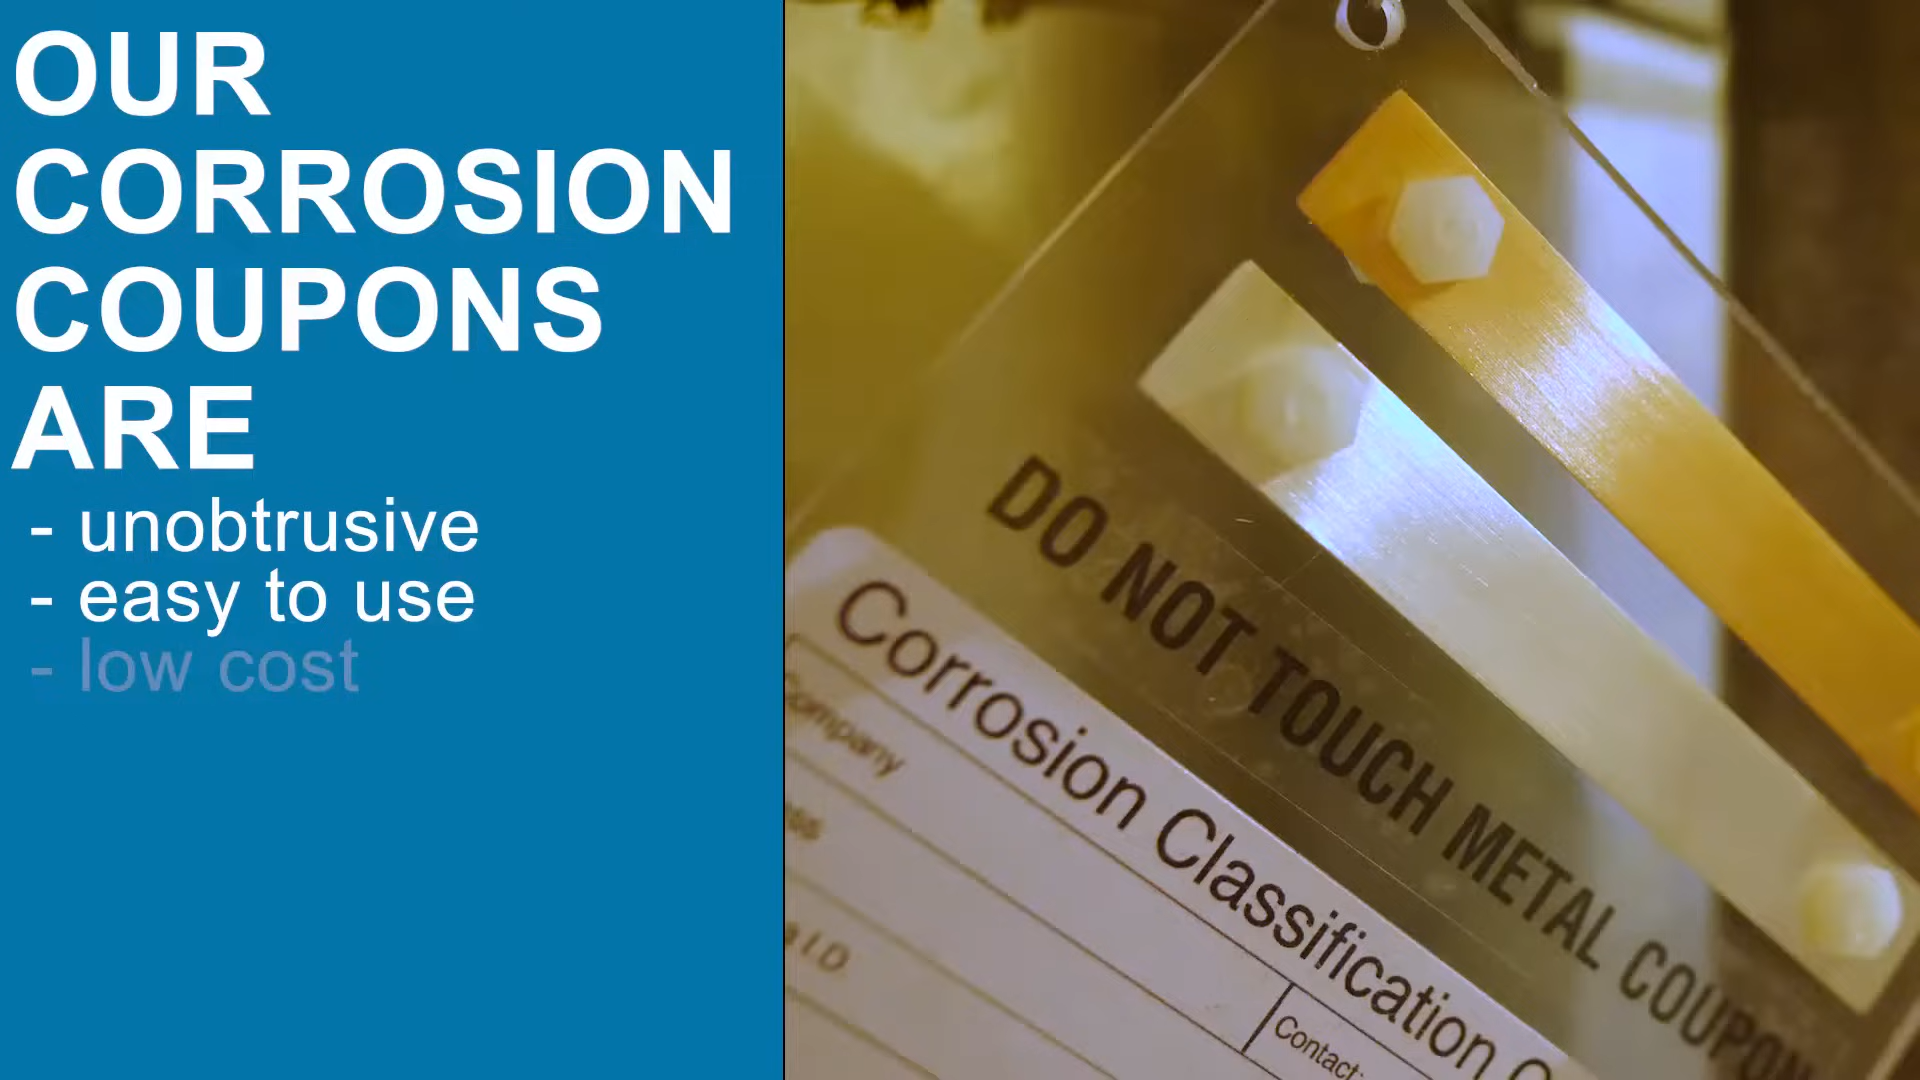 OUR
CORROSION
COUPONS
ARE
- unobtrusive
- easy to use
- low cost
DO NOT TOUCH METAL COUPON
Corrosion Classification
Company
I.D.
Contact: